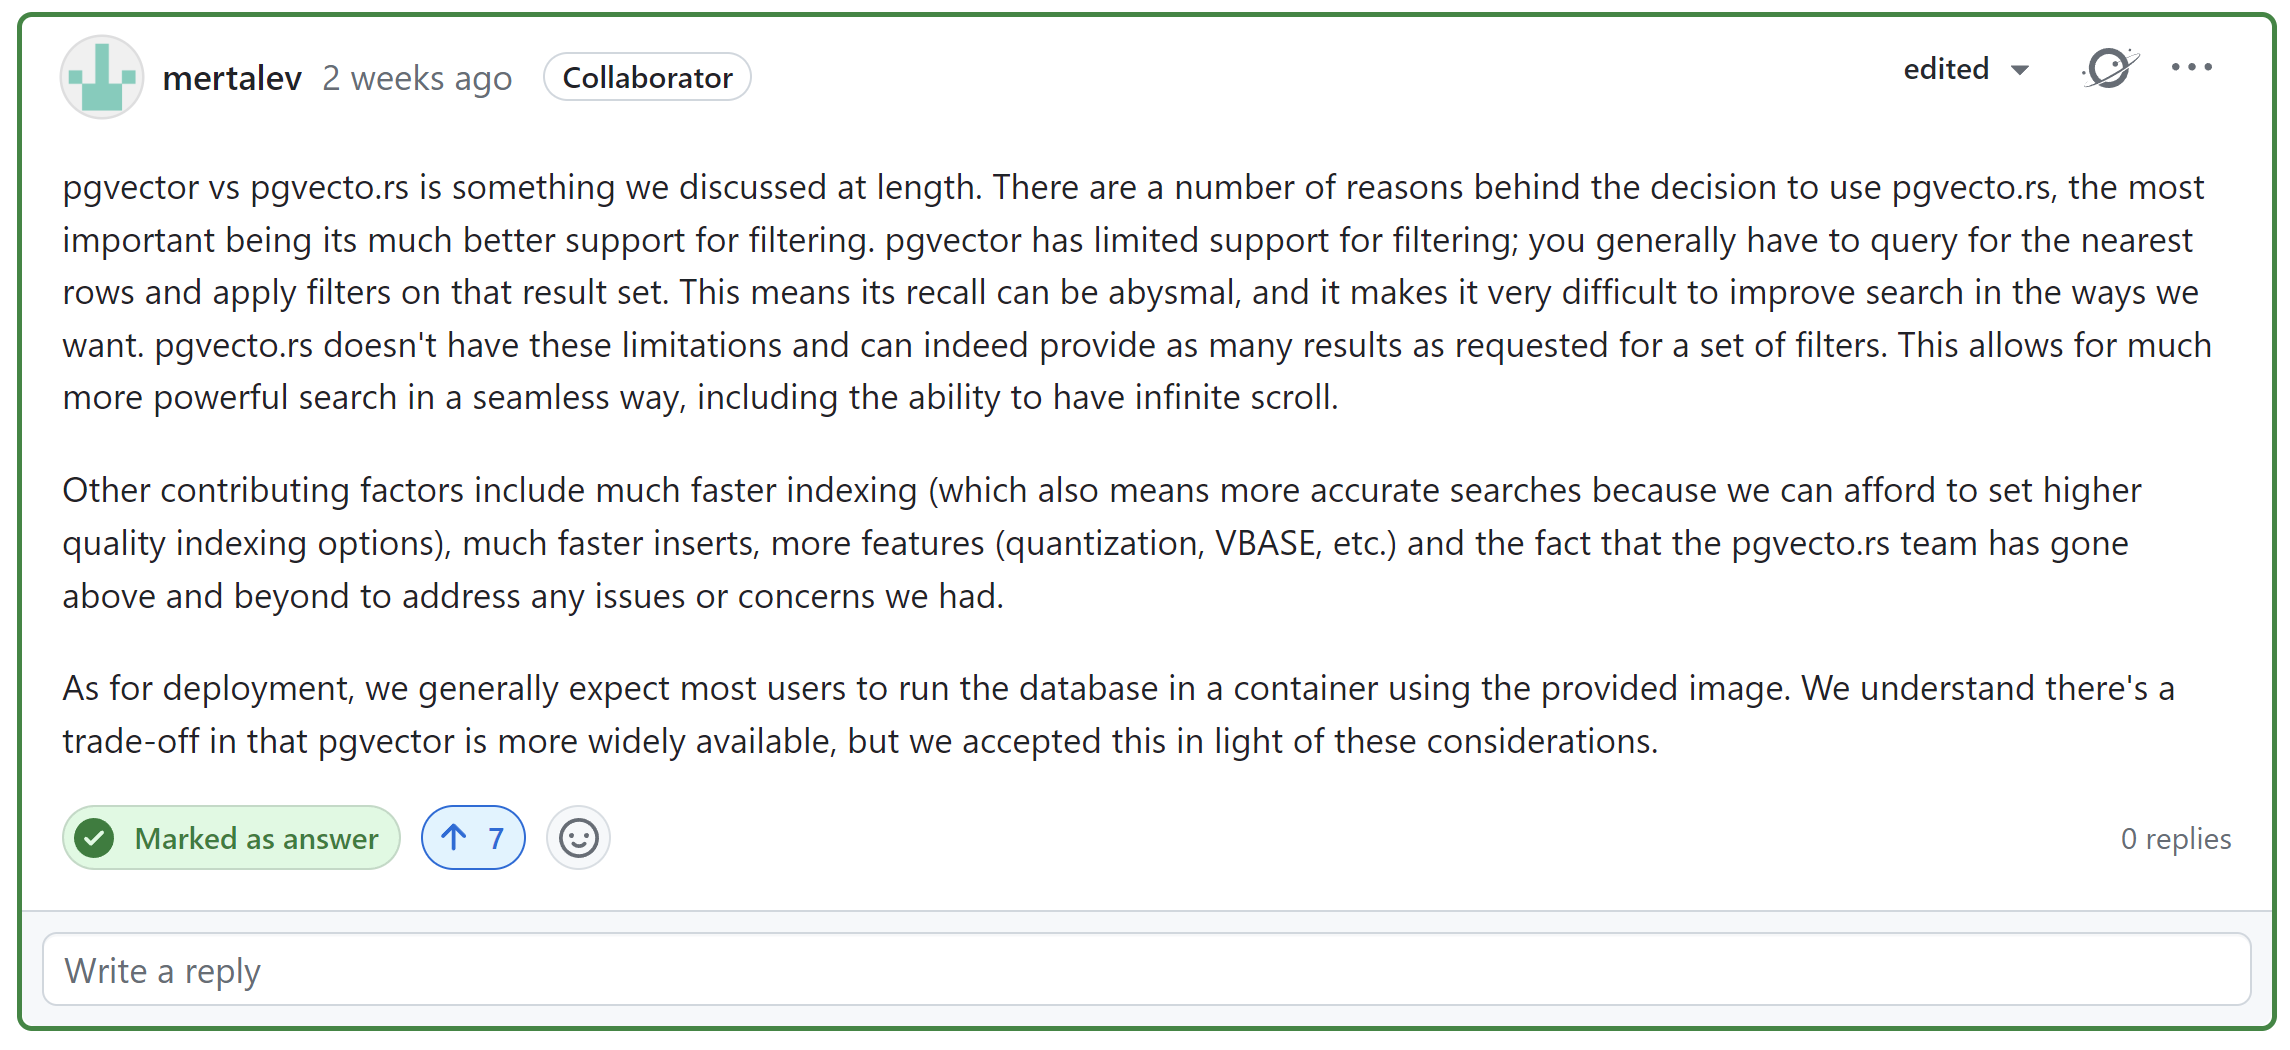 mertalev 2 weeks ago Collaborator edited
pgvector vs pgvecto.rs is something we discussed at length. There are a number of reasons behind the decision to use pgvecto.rs, the most
important being its much better support for filtering. pgvector has limited support for filtering; you generally have to query for the nearest
rows and apply filters on that result set. This means its recall can be abysmal, and it makes it very difficult to improve search in the ways we
want. pgvecto.rs doesn't have these limitations and can indeed provide as many results as requested for a set of filters. This allows for much
more powerful search in a seamless way, including the ability to have infinite scroll.
Other contributing factors include much faster indexing (which also means more accurate searches because we can afford to set higher
quality indexing options), much faster inserts, more features (quantization, VBASE, etc.) and the fact that the pgvecto.rs team has gone
above and beyond to address any issues or concerns we had.
As for deployment, we generally expect most users to run the database in a container using the provided image. We understand there's a
trade-off in that pgvector is more widely available, but we accepted this in light of these considerations.
Marked as answer 7 0 replies
Write a reply